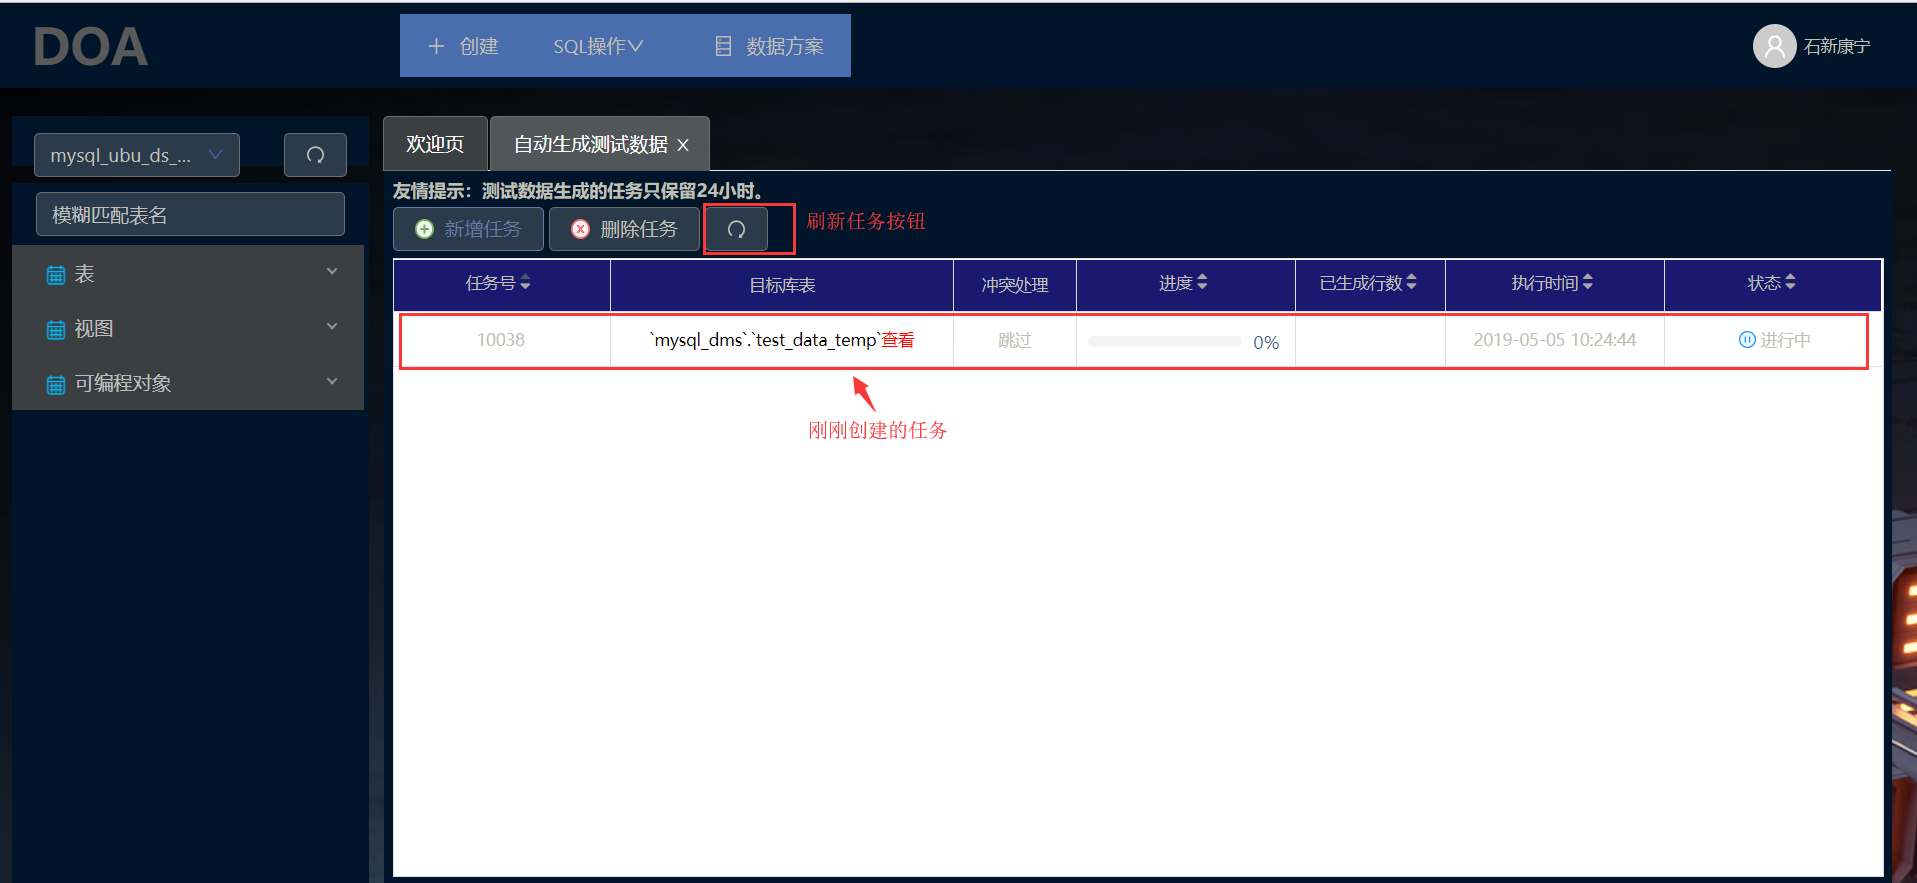 DOA
创建
SQL操作
数据方案
石新康宁
mysql_ubu_ds_...
模糊匹配表名
表
视图
可编程对象
欢迎页
自动生成测试数据 X
友情提示：测试数据生成的任务只保留24小时。
新增任务
删除任务
刷新任务按钮
任务号 目标库表 冲突处理 进度 已生成行数 执行时间 状态
10038 `mysql_dms`.`test_data_temp`查看 跳过 0% 2019-05-05 10:24:44 进行中
刚刚创建的任务